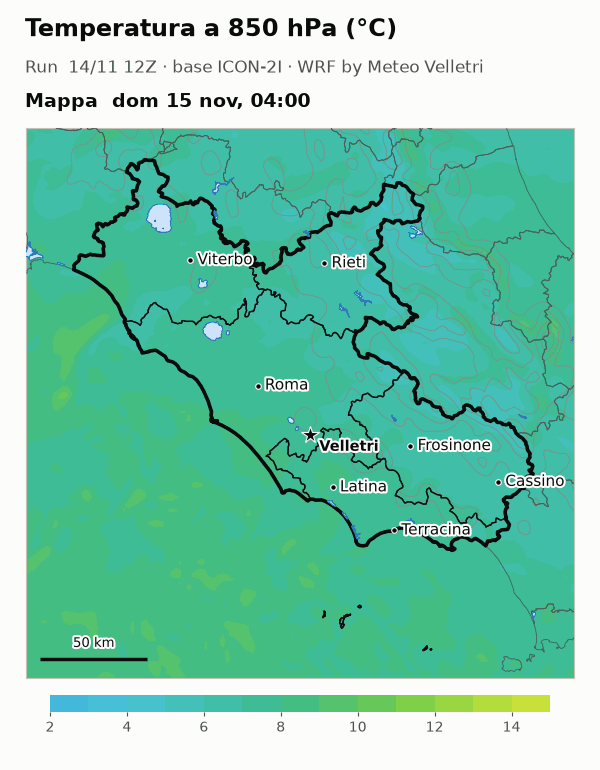 Temperatura a 850 hPa (°C)
Run  14/11 12Z · base ICON-2I · WRF by Meteo Velletri
Mappa  dom 15 nov, 04:00
Viterbo
Rieti
Roma
Velletri
Frosinone
Latina
Cassino
Terracina
50 km
2 4 6 8 10 12 14